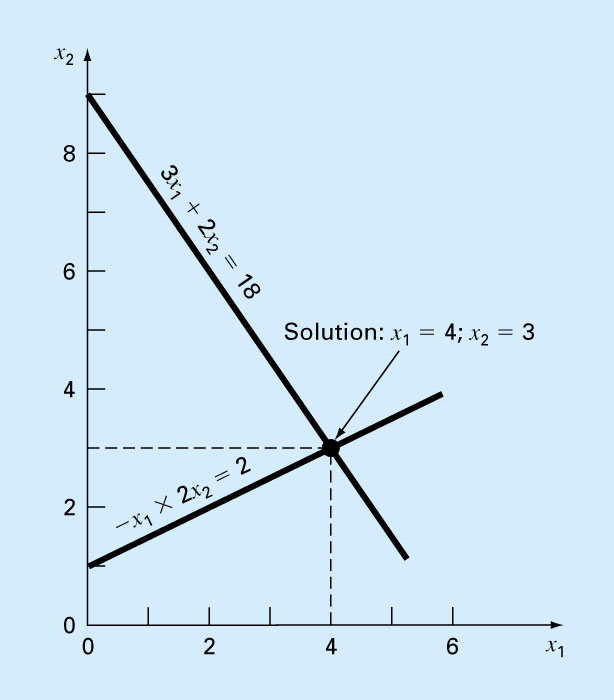 x₂
8
6
4
2
0
3x₁ + 2x₂ = 18
Solution: x₁ = 4; x₂ = 3
−x₁ × 2x₂ = 2
0
2
4
6
x₁